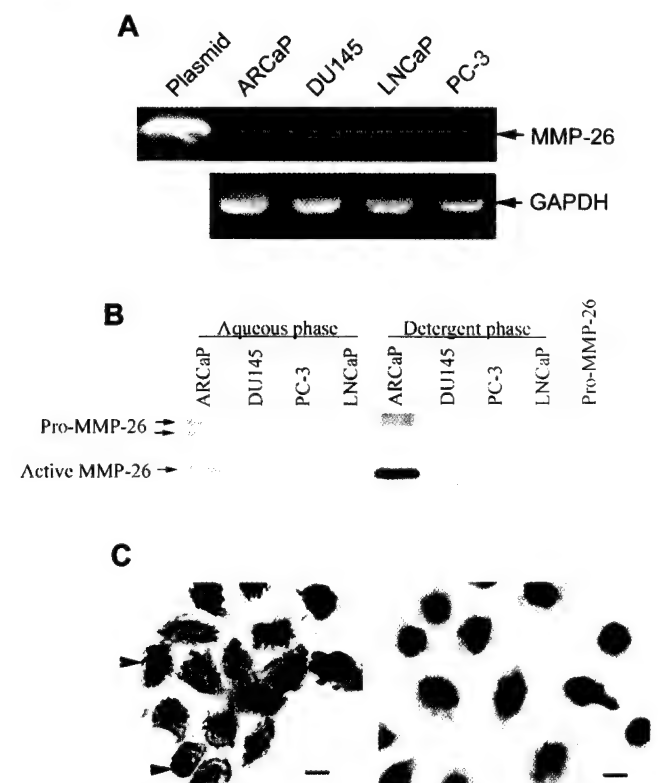 A
Plasmid ARCaP DU145 LNCaP PC-3
MMP-26
GAPDH
B
Aqueous phase Detergent phase
ARCaP DU145 PC-3 LNCaP ARCaP DU145 PC-3 LNCaP Pro-MMP-26
Pro-MMP-26
Active MMP-26
C